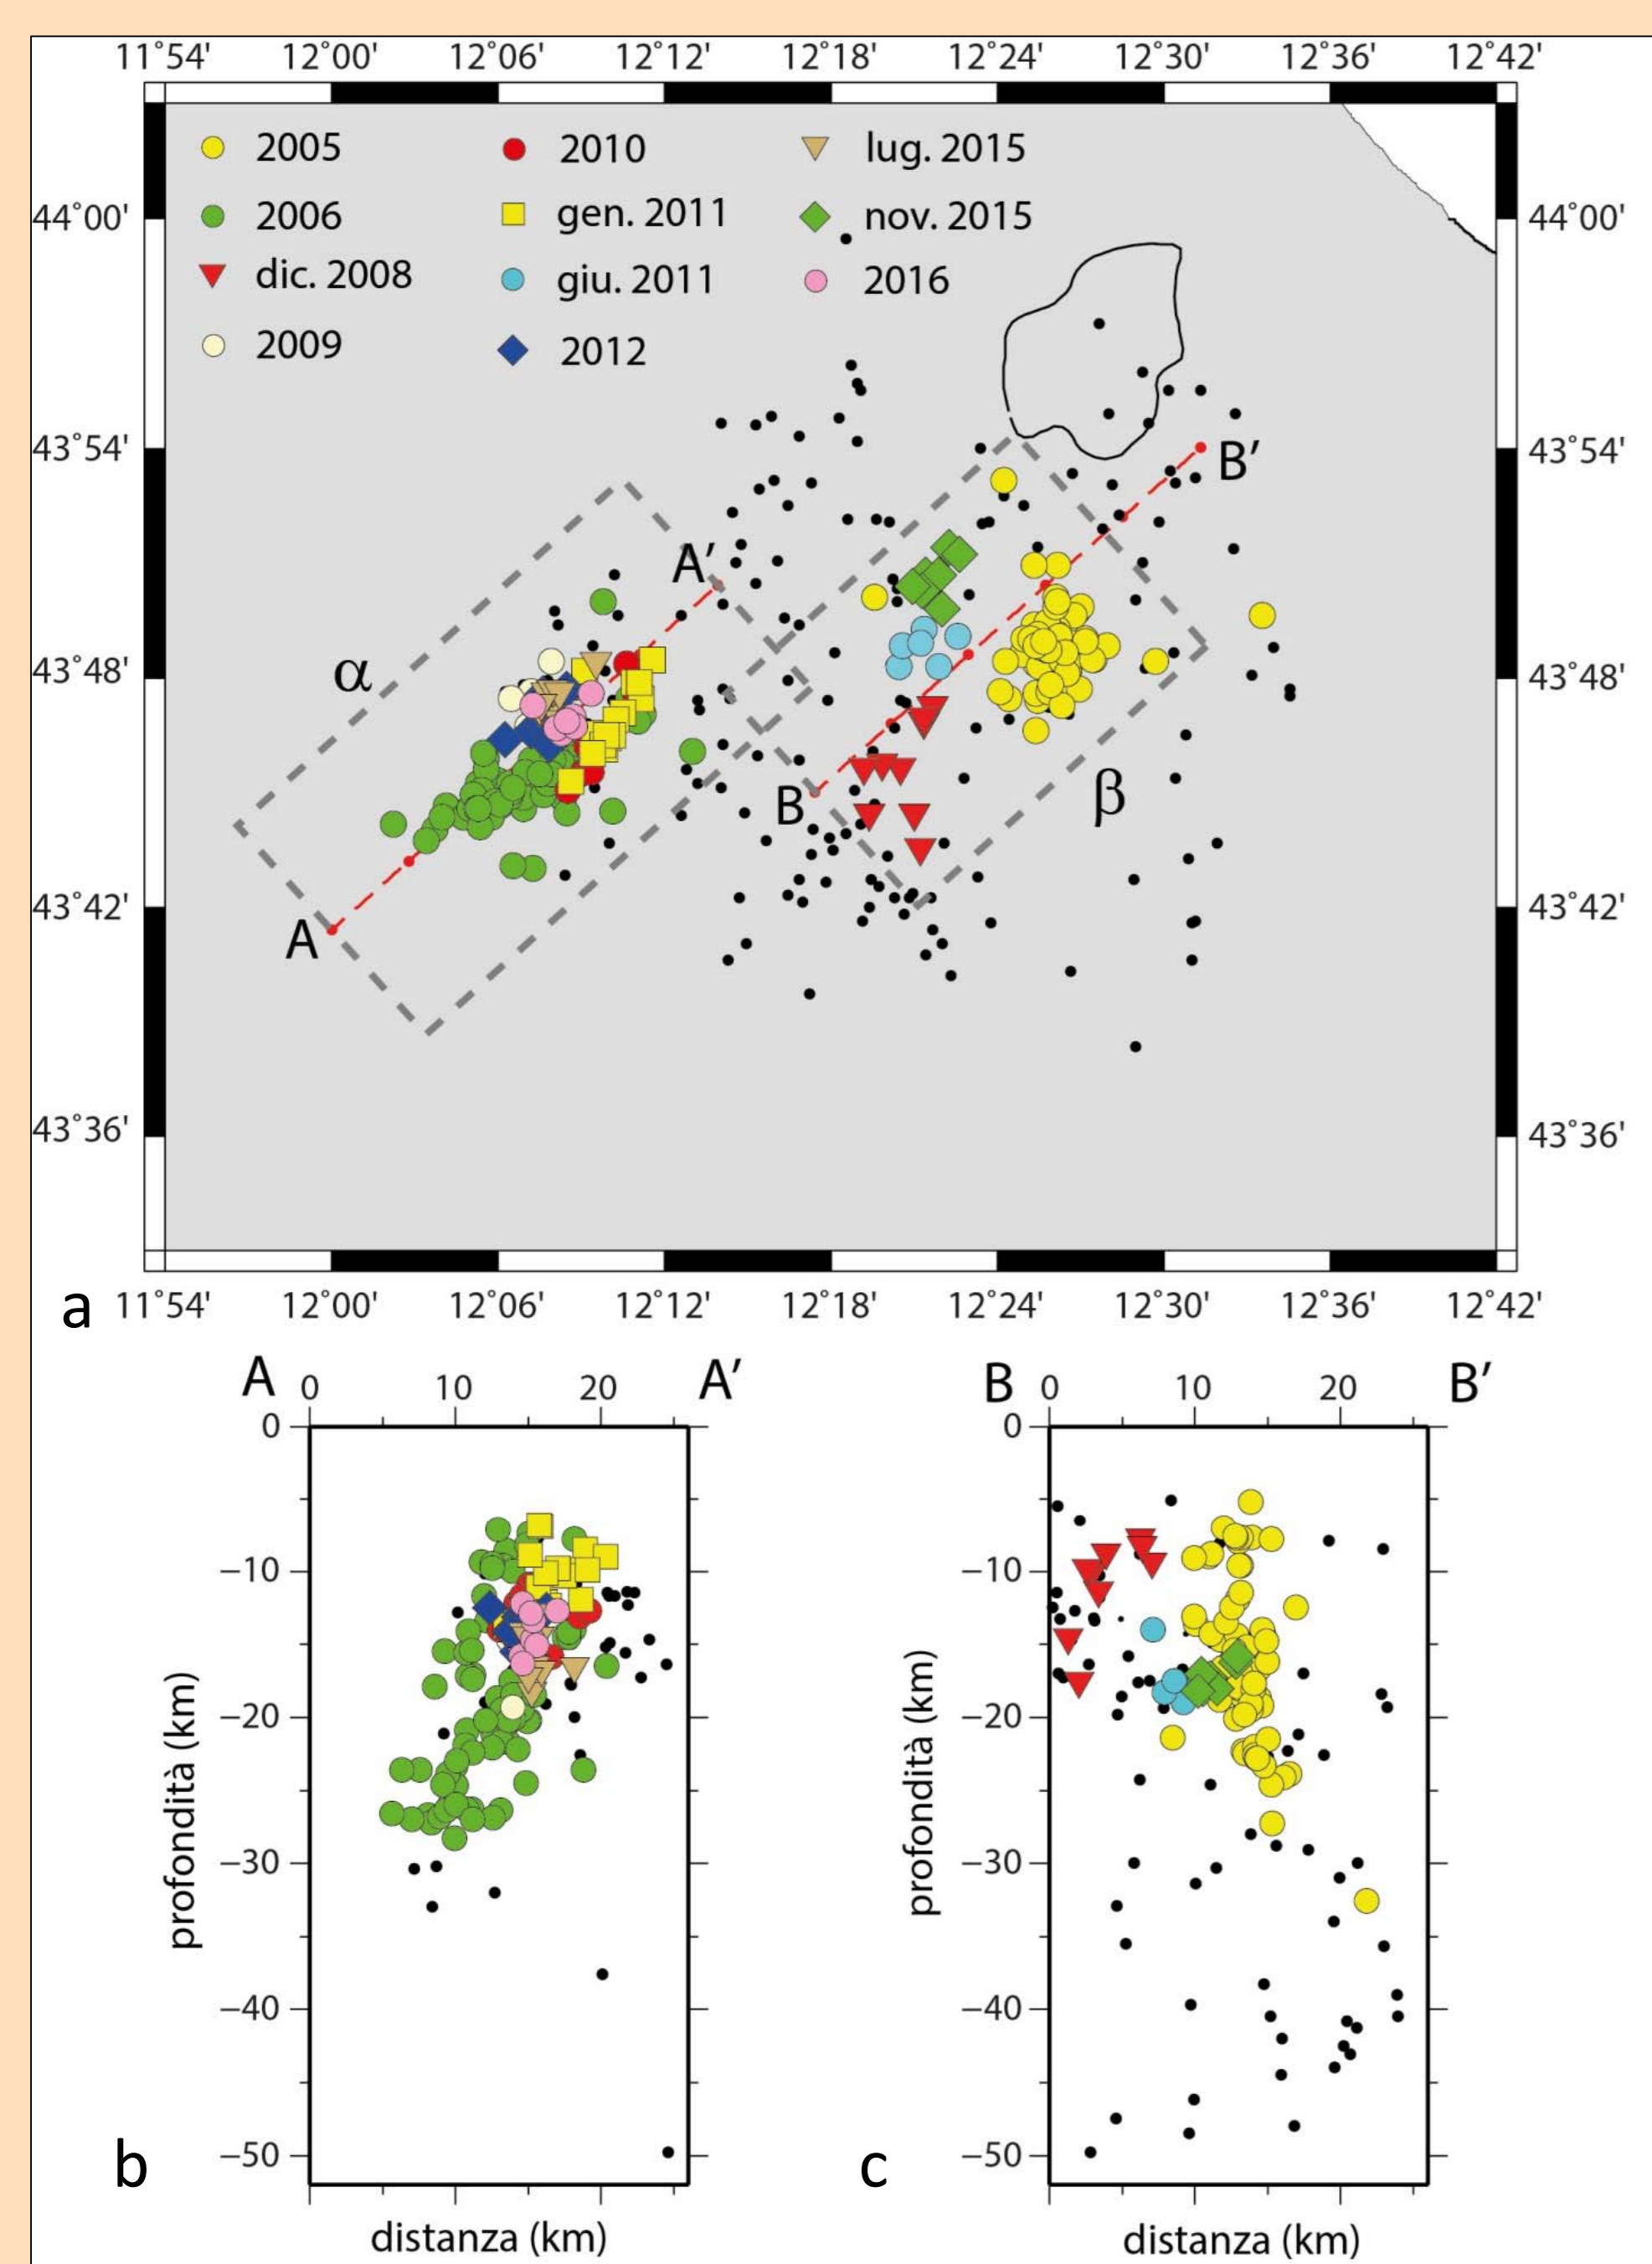 11°54' 12°00' 12°06' 12°12' 12°18' 12°24' 12°30' 12°36' 12°42'
2005 2010 lug. 2015
44°00' 2006 gen. 2011 nov. 2015 44°00'
dic. 2008 giu. 2011 2016
2009 2012
43°54' B' 43°54'
A'
α
43°48' 43°48'
B β
43°42' 43°42'
A
43°36' 43°36'
a 11°54' 12°00' 12°06' 12°12' 12°18' 12°24' 12°30' 12°36' 12°42'
A 0 10 20 A' B 0 10 20 B'
0 0
−10 −10
−20 −20
profondità (km) profondità (km)
−30 −30
−40 −40
b −50 c −50
distanza (km) distanza (km)